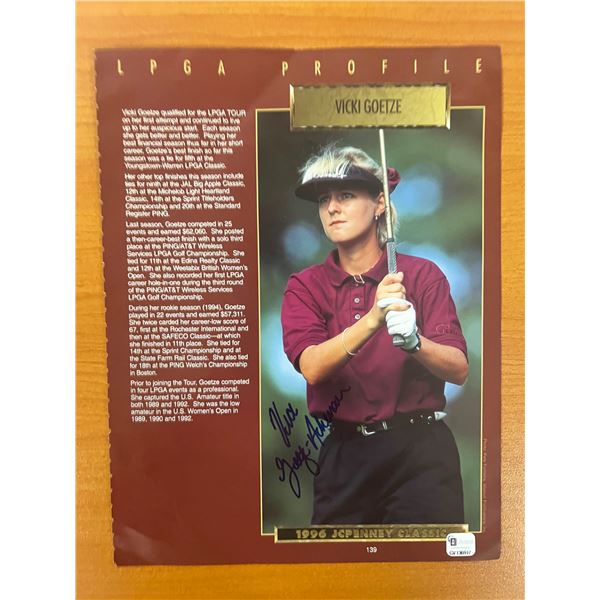 LPGA PROFILE
VICKI GOETZE
Vicki Goetze qualified for the LPGA TOUR
on her first attempt and continued to live
up to her auspicious start. Each season
she gets better and better. Playing her
best financial season thus far in her short
career, Goetze's best finish so far this
season was a tie for fifth at the
Youngstown-Warren LPGA Classic.
Her other top finishes this season include
ties for ninth at the JAL Big Apple Classic,
12th at the Michelob Light Heartland
Classic, 14th at the Sprint Titleholders
Championship and 20th at the Standard
Register PING.
Last season, Goetze competed in 25
events and earned $62,060. She posted
a then-career-best finish with a solo third
place at the PING/AT&T Wireless
Services LPGA Golf Championship. She
tied for 11th at the Edina Realty Classic
and 12th at the Weetabix British Women's
Open. She also recorded her first LPGA
career hole-in-one during the third round
of the PING/AT&T Wireless Services
LPGA Golf Championship.
During her rookie season (1994), Goetze
played in 22 events and earned $57,311.
She twice carded her career-low score of
67, first at the Rochester International and
then at the SAFECO Classic—at which
she finished in 11th place. She tied for
14th at the Sprint Championship and at
the State Farm Rail Classic. She also tied
for 18th at the PING Welch's Championship
in Boston.
Prior to joining the Tour, Goetze competed in
four LPGA events as a professional.
She captured the U.S. Amateur title in
both 1989 and 1992. She was the low
amateur in the U.S. Women's Open in
1989, 1990 and 1992.
Vicki
Goetze-Ackerman
1996 JCPENNEY CLASSIC
139